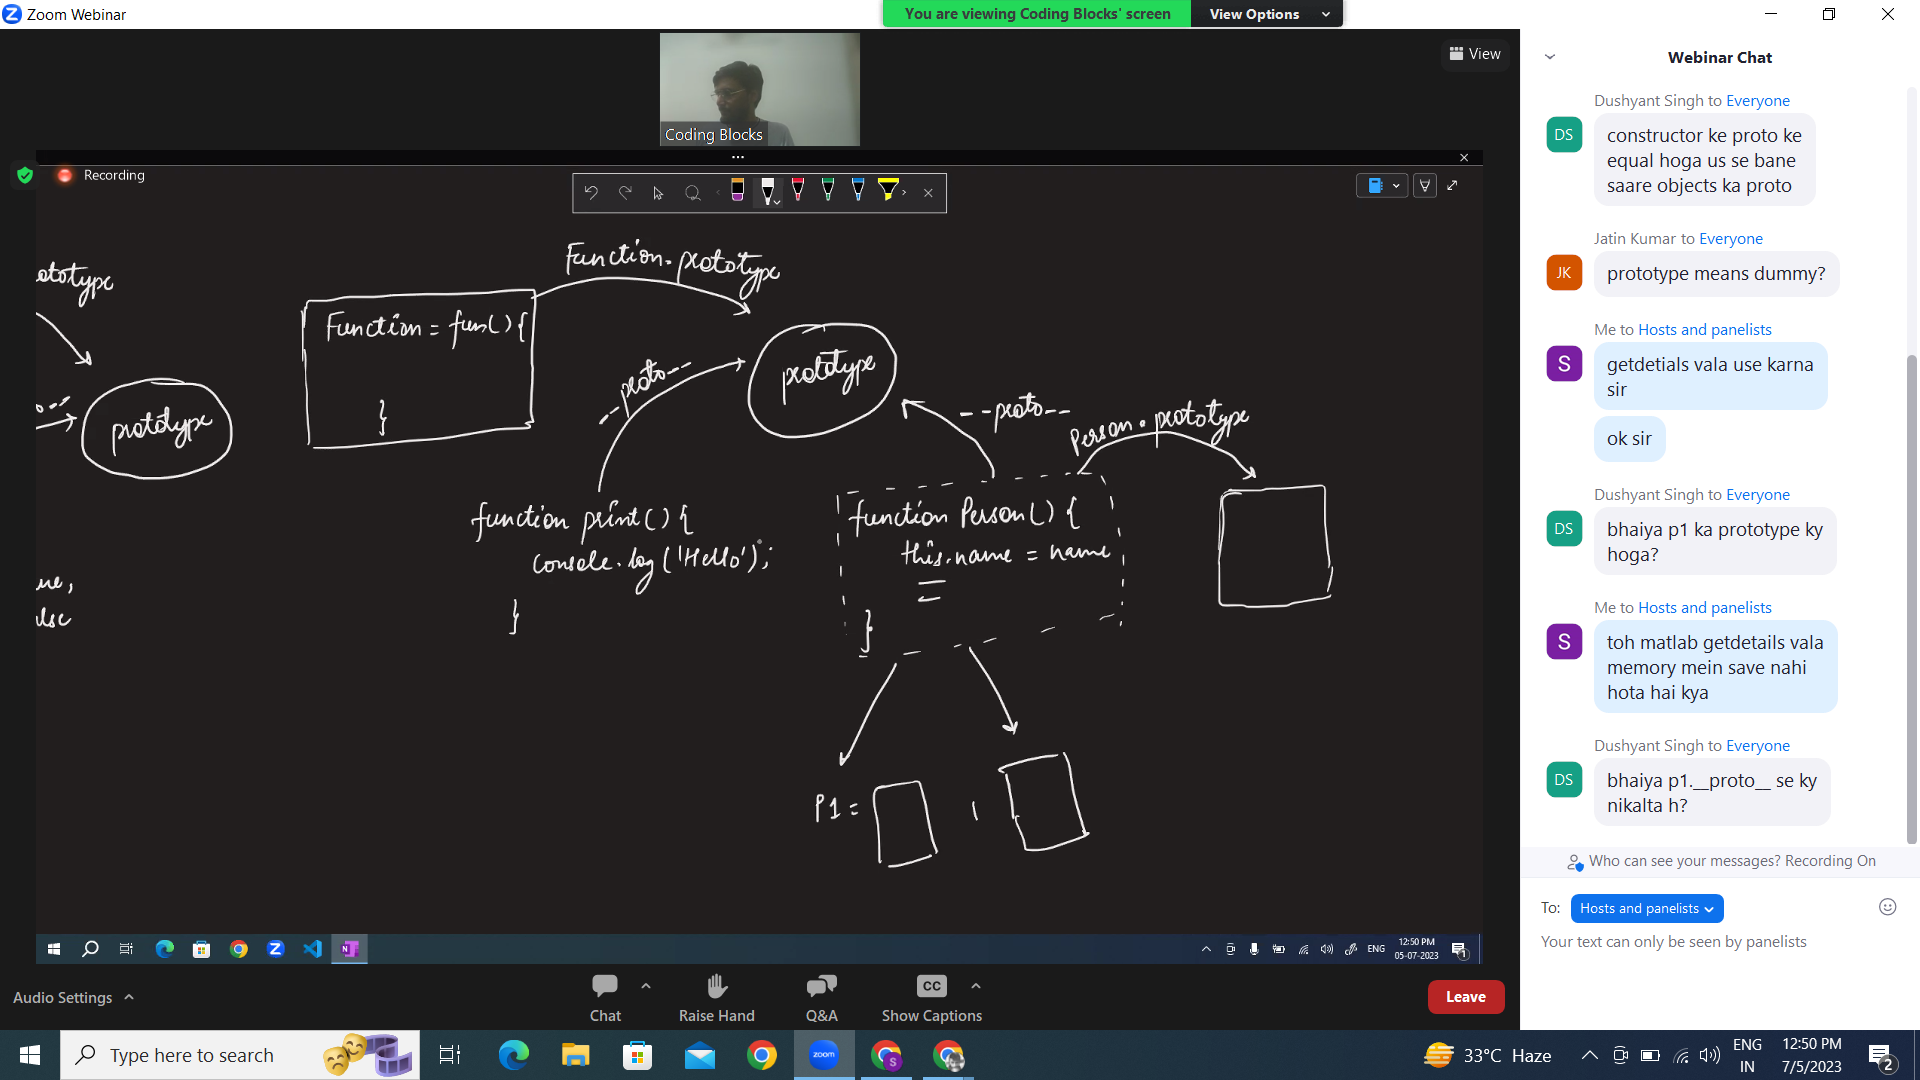 Zoom Webinar
You are viewing Coding Blocks' screen
View Options
View
Coding Blocks
Recording
Function.prototype
Function = fun() {
}
prototype
prototype
--proto--
--proto--
Person.prototype
function print() {
console.log('Hello');
}
function Person() {
this.name = name
}
P1 =
,
12:50 PM
05-07-2023
ENG
Audio Settings
Chat
Raise Hand
Q&A
CC
Show Captions
Leave
Webinar Chat
Dushyant Singh to Everyone
DS
constructor ke proto ke
equal hoga us se bane
saare objects ka proto
Jatin Kumar to Everyone
JK
prototype means dummy?
Me to Hosts and panelists
S
getdetials vala use karna
sir
ok sir
Dushyant Singh to Everyone
DS
bhaiya p1 ka prototype ky
hoga?
Me to Hosts and panelists
S
toh matlab getdetails vala
memory mein save nahi
hota hai kya
Dushyant Singh to Everyone
DS
bhaiya p1.__proto__ se ky
nikalta h?
Who can see your messages? Recording On
To: Hosts and panelists
Your text can only be seen by panelists
Type here to search
zoom
33°C Haze
ENG
IN
12:50 PM
7/5/2023
2